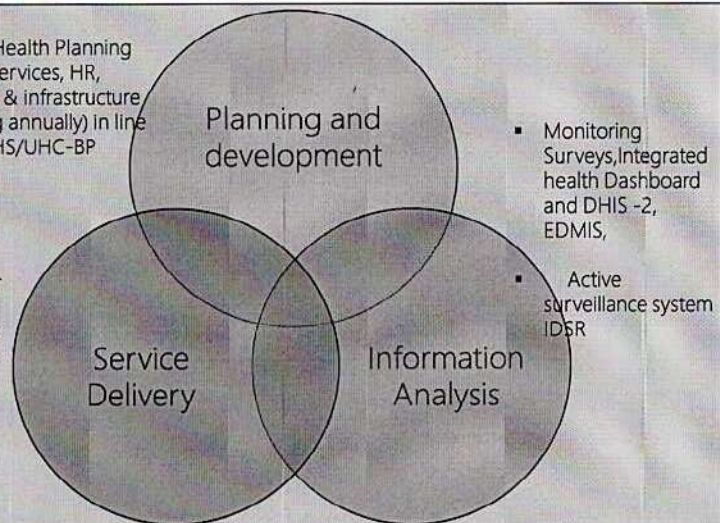 Health Planning
ervices, HR,
& infrastructure
g annually) in line
HS/UHC-BP
Planning and
development
▪ Monitoring
Surveys,Integrated
health Dashboard
and DHIS -2,
EDMIS,
▪ Active
surveillance system
IDSR
Service
Delivery
Information
Analysis